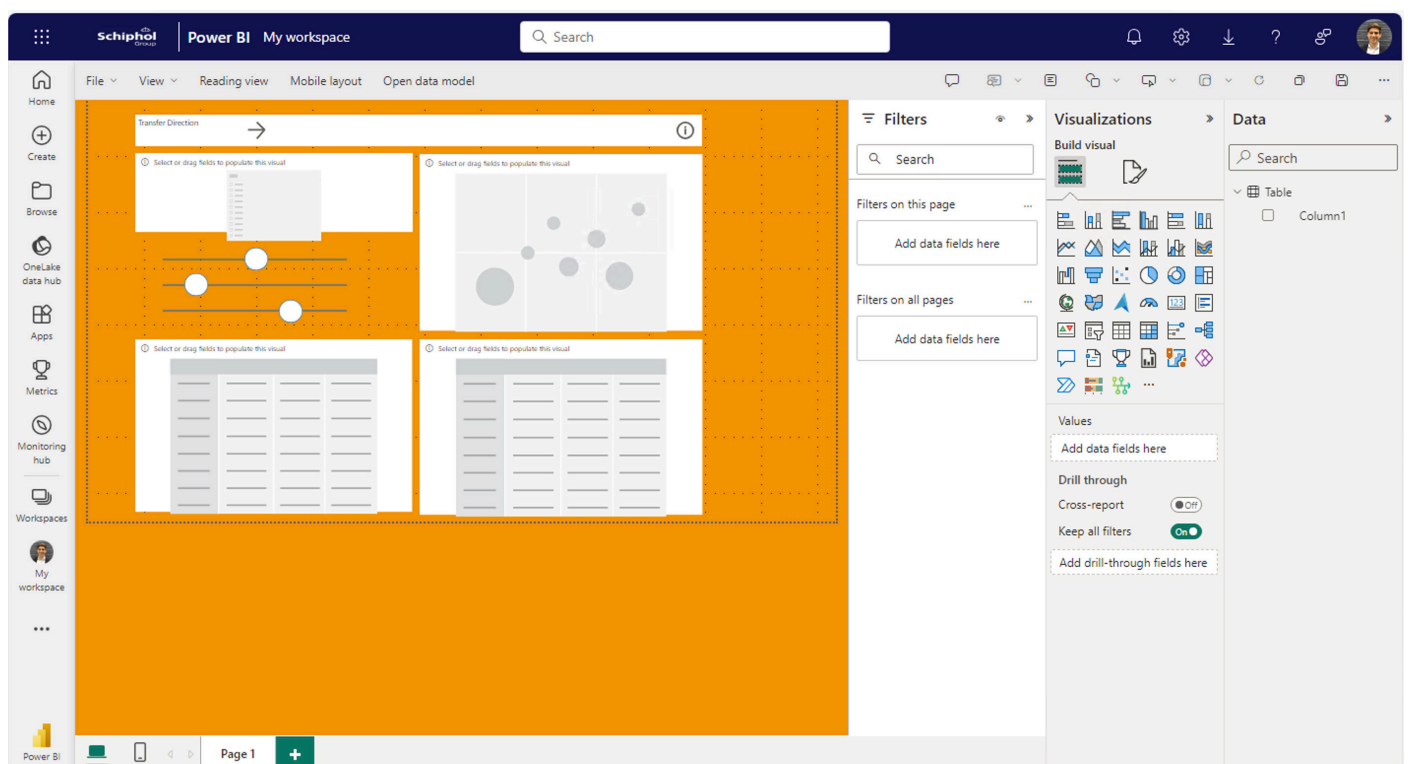 Schiphol
Group
Power BI My workspace
Search
Home
Create
Browse
OneLake
data hub
Apps
Metrics
Monitoring
hub
Workspaces
My
workspace
Power BI
File View Reading view Mobile layout Open data model
Transfer Direction
Select or drag fields to populate this visual
Select or drag fields to populate this visual
Select or drag fields to populate this visual
Select or drag fields to populate this visual
Page 1
Filters
Search
Filters on this page
Add data fields here
Filters on all pages
Add data fields here
Visualizations
Build visual
123
Values
Add data fields here
Drill through
Cross-report Off
Keep all filters On
Add drill-through fields here
Data
Search
Table
Column1